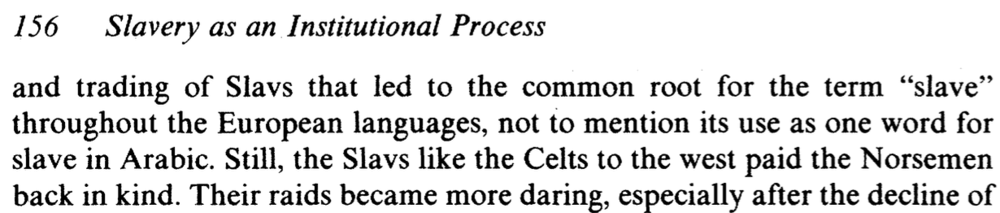 156 Slavery as an Institutional Process
and trading of Slavs that led to the common root for the term “slave”
throughout the European languages, not to mention its use as one word for
slave in Arabic. Still, the Slavs like the Celts to the west paid the Norsemen
back in kind. Their raids became more daring, especially after the decline of